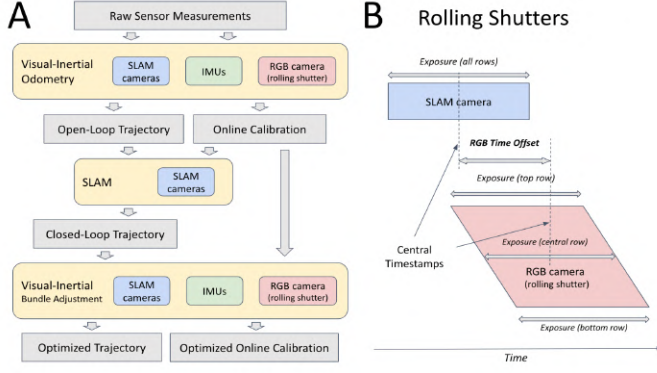 A
Raw Sensor Measurements
Visual-Inertial
Odometry
SLAM
cameras
IMUs
RGB camera
(rolling shutter)
Open-Loop Trajectory
Online Calibration
SLAM
SLAM
cameras
Closed-Loop Trajectory
Visual-Inertial
Bundle Adjustment
SLAM
cameras
IMUs
RGB camera
(rolling shutter)
Optimized Trajectory
Optimized Online Calibration
B
Rolling Shutters
Exposure (all rows)
SLAM camera
RGB Time Offset
Exposure (top row)
Central
Timestamps
Exposure (central row)
RGB camera
(rolling shutter)
Exposure (bottom row)
Time